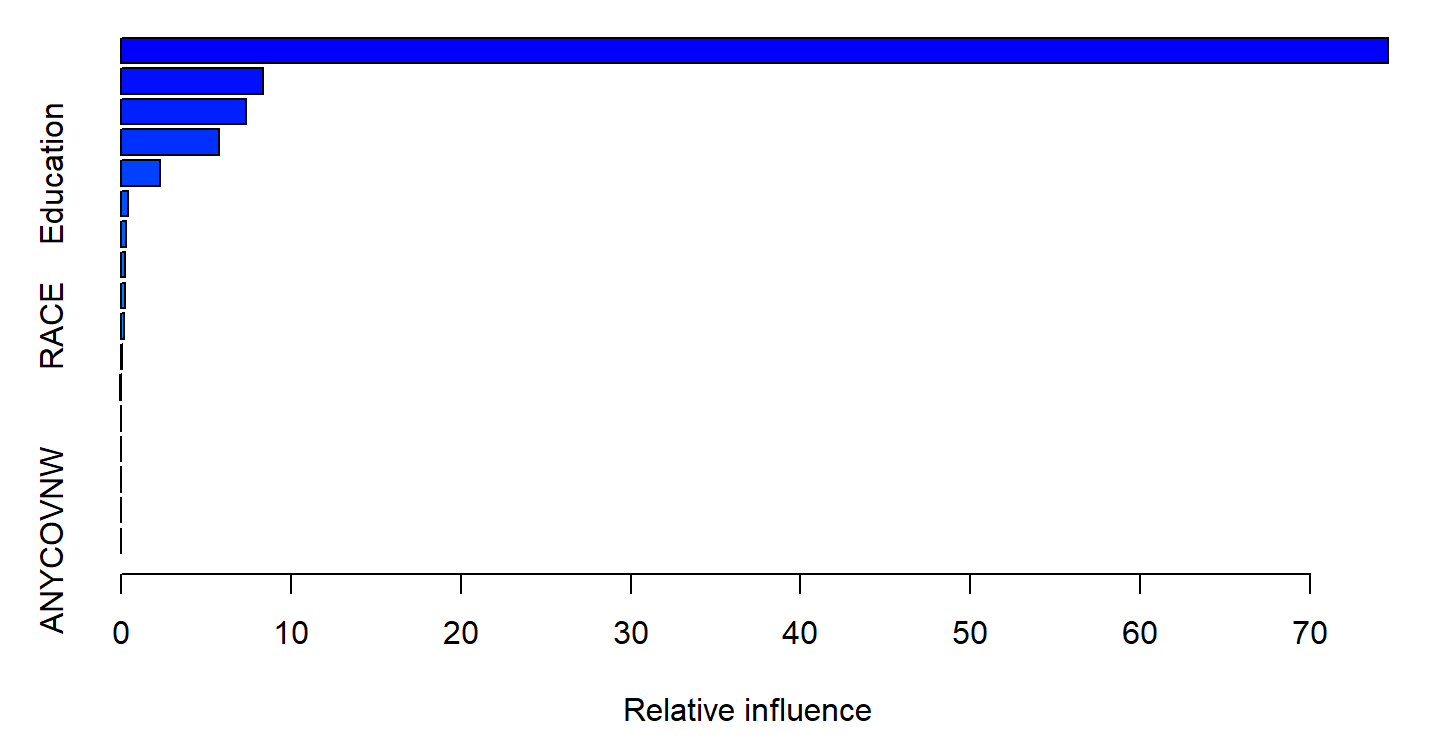 Education
RACE
ANYCOVNW
0 10 20 30 40 50 60 70
Relative influence